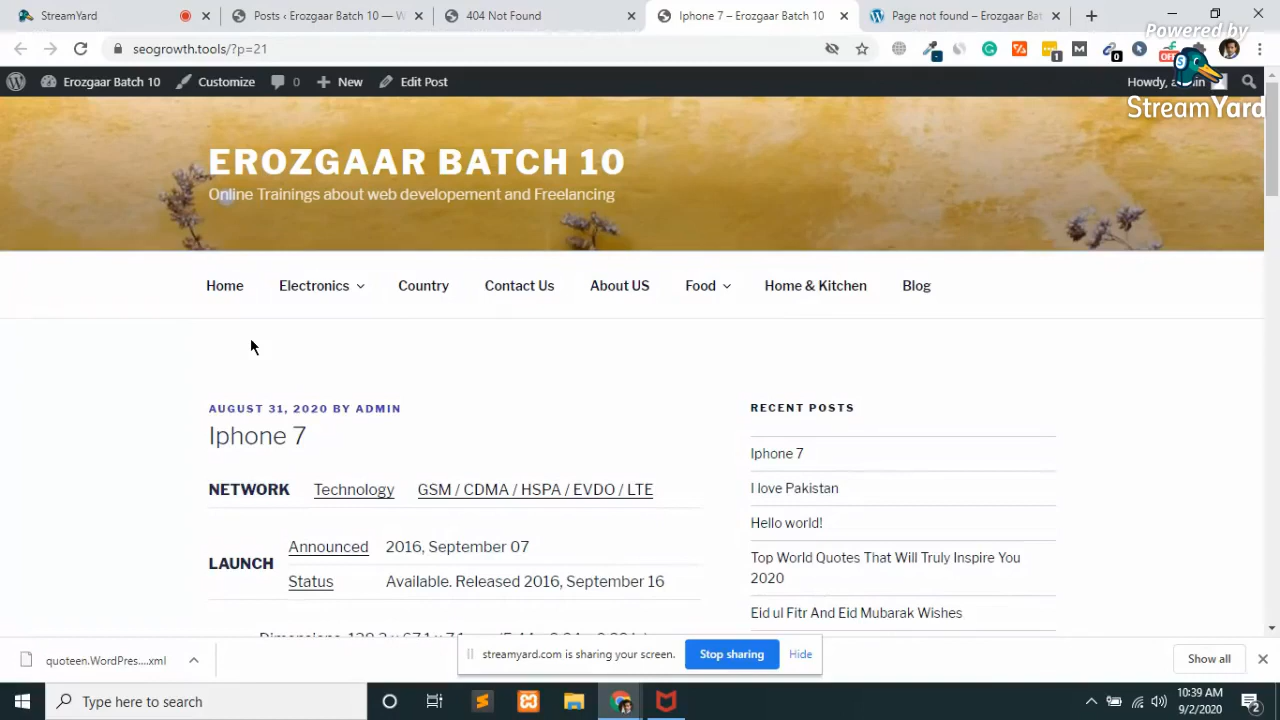 StreamYard
Posts ‹ Erozgaar Batch 10 — W
404 Not Found
Iphone 7 – Erozgaar Batch 10
Page not found – Erozgaar Bat
Powered by
StreamYard
seogrowth.tools/?p=21
1
0
OFF
Erozgaar Batch 10
Customize
0
New
Edit Post
Howdy, admin
EROZGAAR BATCH 10
Online Trainings about web developement and Freelancing
Home
Electronics
Country
Contact Us
About US
Food
Home & Kitchen
Blog
AUGUST 31, 2020 BY ADMIN
Iphone 7
NETWORK Technology GSM / CDMA / HSPA / EVDO / LTE
LAUNCH
Announced 2016, September 07
Status Available. Released 2016, September 16
RECENT POSTS
Iphone 7
I love Pakistan
Hello world!
Top World Quotes That Will Truly Inspire You
2020
Eid ul Fitr And Eid Mubarak Wishes
quoteen.WordPres....xml
streamyard.com is sharing your screen.
Stop sharing
Hide
Show all
Type here to search
10:39 AM
9/2/2020
2